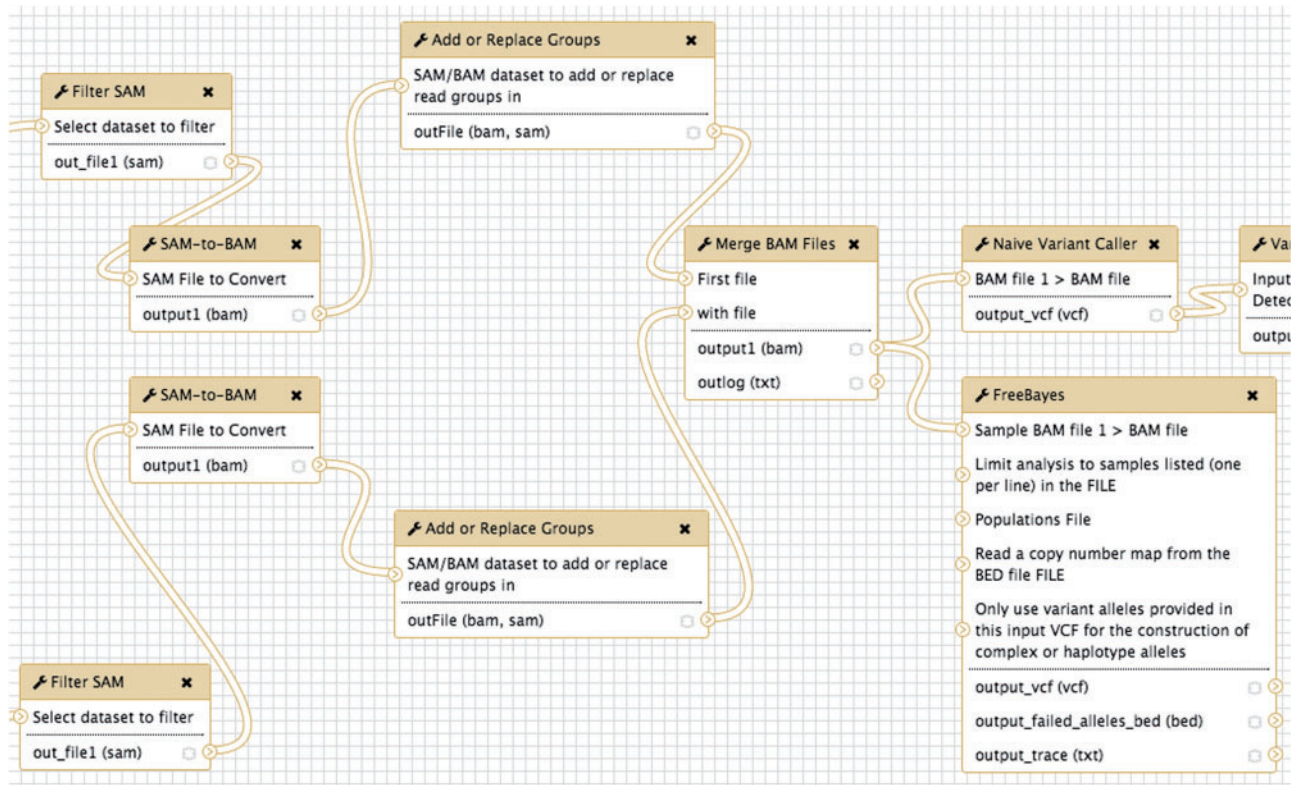 Add or Replace Groups
SAM/BAM dataset to add or replace
read groups in
outFile (bam, sam)
Filter SAM
Select dataset to filter
out_file1 (sam)
SAM-to-BAM
SAM File to Convert
output1 (bam)
Merge BAM Files
First file
with file
output1 (bam)
outlog (txt)
Naive Variant Caller
BAM file 1 > BAM file
output_vcf (vcf)
Va
Input
Detec
outpu
SAM-to-BAM
SAM File to Convert
output1 (bam)
FreeBayes
Sample BAM file 1 > BAM file
Limit analysis to samples listed (one
per line) in the FILE
Populations File
Read a copy number map from the
BED file FILE
Only use variant alleles provided in
this input VCF for the construction of
complex or haplotype alleles
output_vcf (vcf)
output_failed_alleles_bed (bed)
output_trace (txt)
Add or Replace Groups
SAM/BAM dataset to add or replace
read groups in
outFile (bam, sam)
Filter SAM
Select dataset to filter
out_file1 (sam)